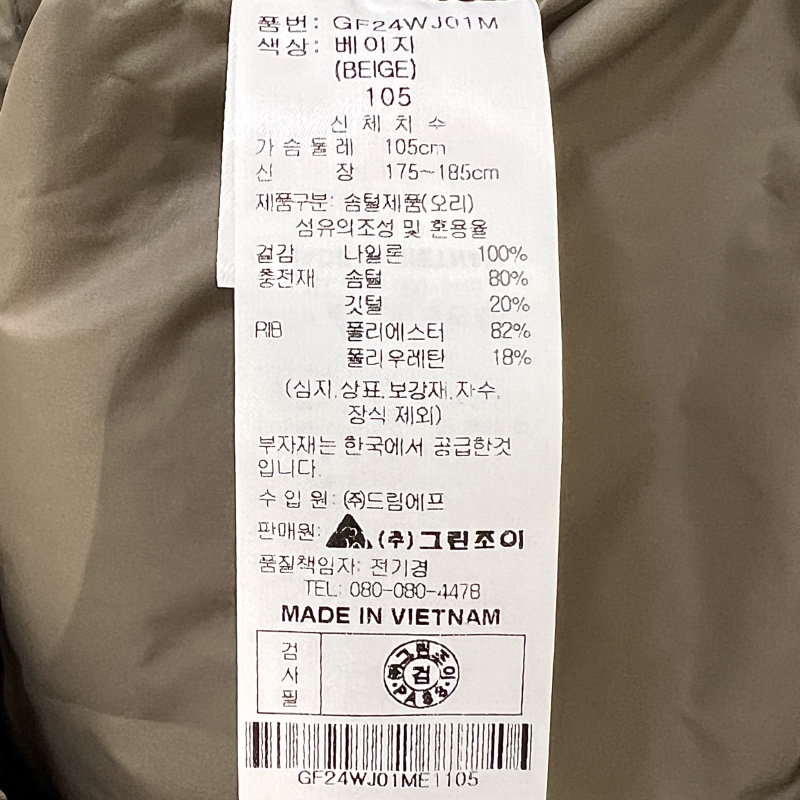 품번: GF24WJ01M
색상: 베이지
(BEIGE)
105
신 체 치 수
가 슴 둘 레 105cm
신 장 175~185cm
제품구분: 솜털제품(오리)
섬유의조성 및 혼용율
겉감 나일론 100%
충전재 솜털 80%
깃털 20%
RIB 폴리에스터 82%
폴리우레탄 18%
(심지,상표,보강재,자수,
장식 제외)
부자재는 한국에서 공급한것
입니다.
수 입 원: (주)드림에프
판매원: (주)그린조이
품질책임자: 전기경
TEL: 080-080-4478
MADE IN VIETNAM
검
사
필
㈜그린조이
검
PASS
GF24WJ01ME1105